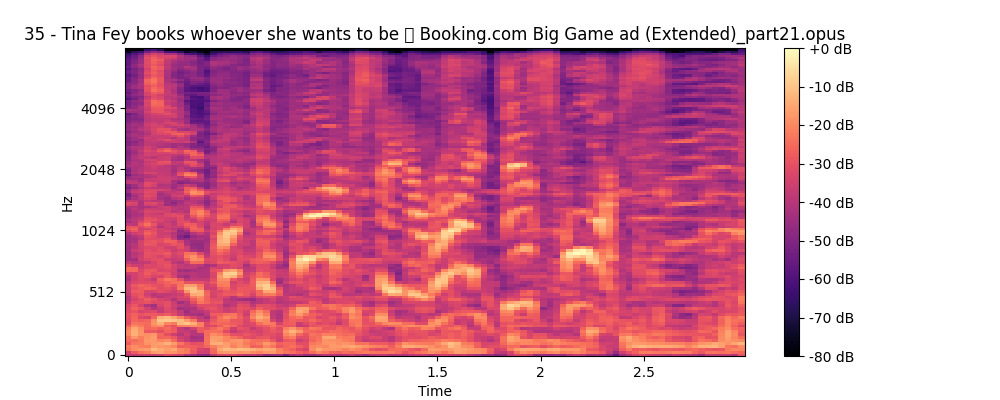 35 - Tina Fey books whoever she wants to be ▯ Booking.com Big Game ad (Extended)_part21.opus
+0 dB
-10 dB
-20 dB
-30 dB
-40 dB
-50 dB
-60 dB
-70 dB
-80 dB
4096
2048
1024
512
0
Hz
0
0.5
1
1.5
2
2.5
Time